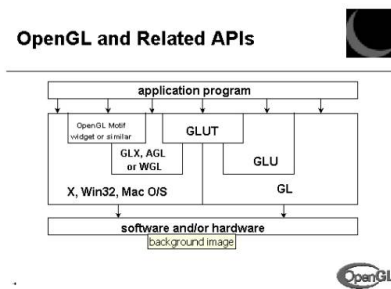 OpenGL and Related APIs
application program
OpenGL Motif
widget or similar
GLUT
GLX, AGL
or WGL
GLU
X, Win32, Mac O/S
GL
software and/or hardware
background image
OpenGL